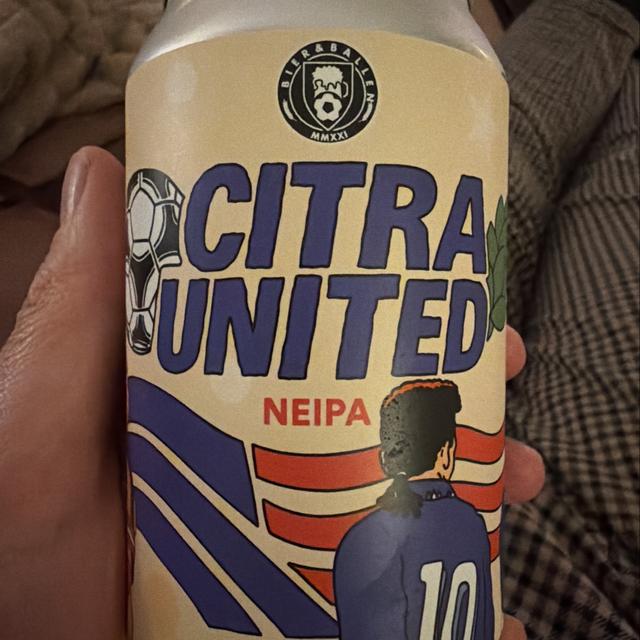 BIER & BALLEN
MMXXI
CITRA
UNITED
NEIPA
10